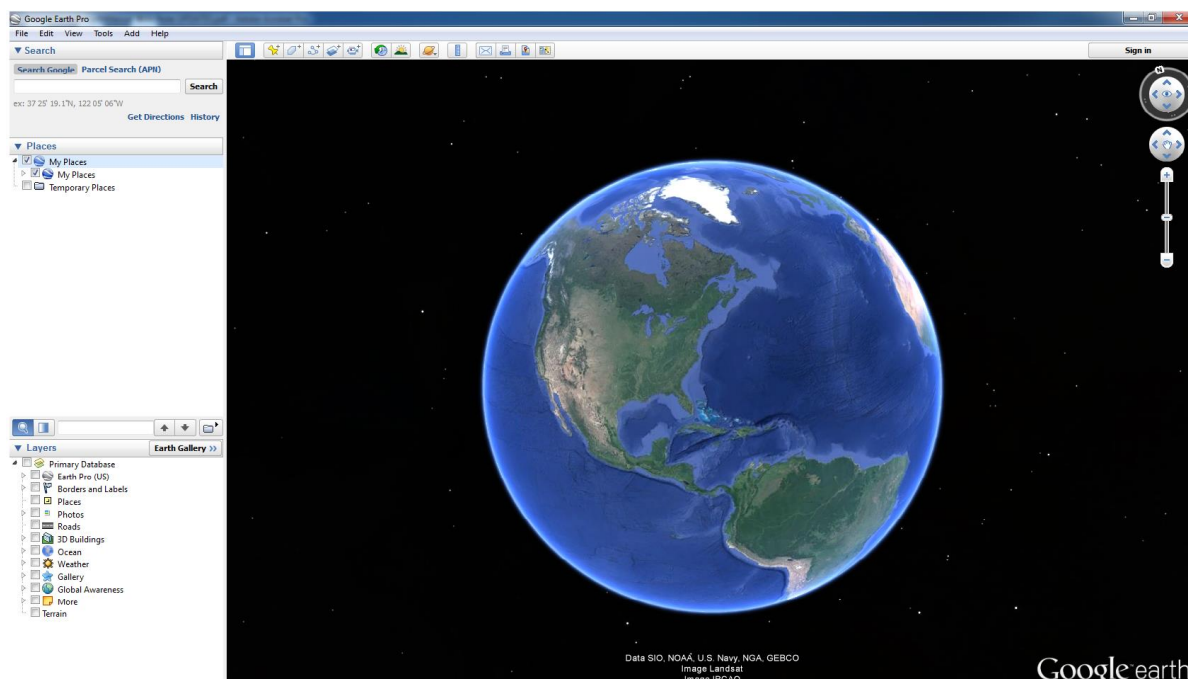 Google Earth Pro
File Edit View Tools Add Help
▼ Search
Search Google Parcel Search (APN)
Search
ex: 37 25' 19.1"N, 122 05' 06"W
Get Directions History
▼ Places
My Places
My Places
Temporary Places
▼ Layers
Earth Gallery >>
Primary Database
Earth Pro (US)
Borders and Labels
Places
Photos
Roads
3D Buildings
Ocean
Weather
Gallery
Global Awareness
More
Terrain
Sign in
N
Data SIO, NOAA, U.S. Navy, NGA, GEBCO
Image Landsat
Image IBCAO
Google earth